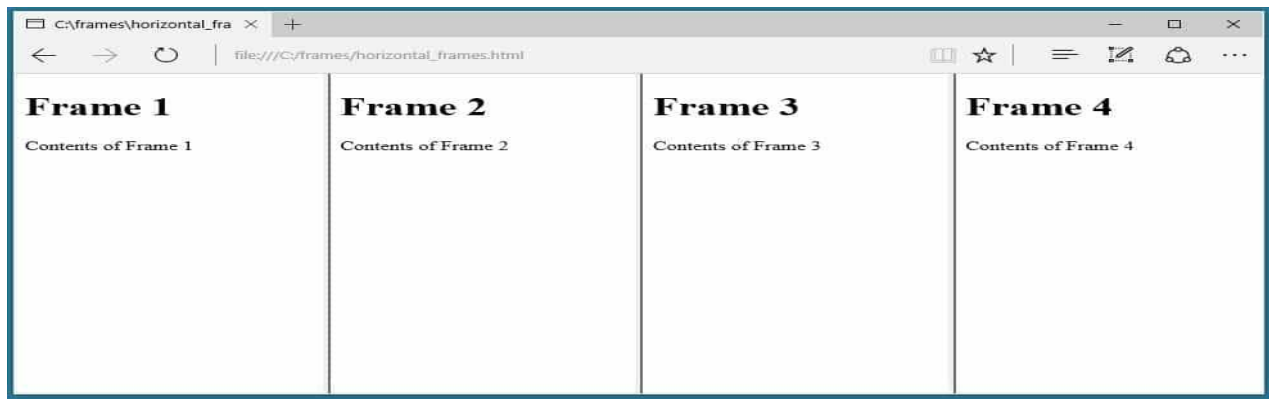 C:\frames\horizontal_fra
file:///C:/frames/horizontal_frames.html
Frame 1
Contents of Frame 1
Frame 2
Contents of Frame 2
Frame 3
Contents of Frame 3
Frame 4
Contents of Frame 4